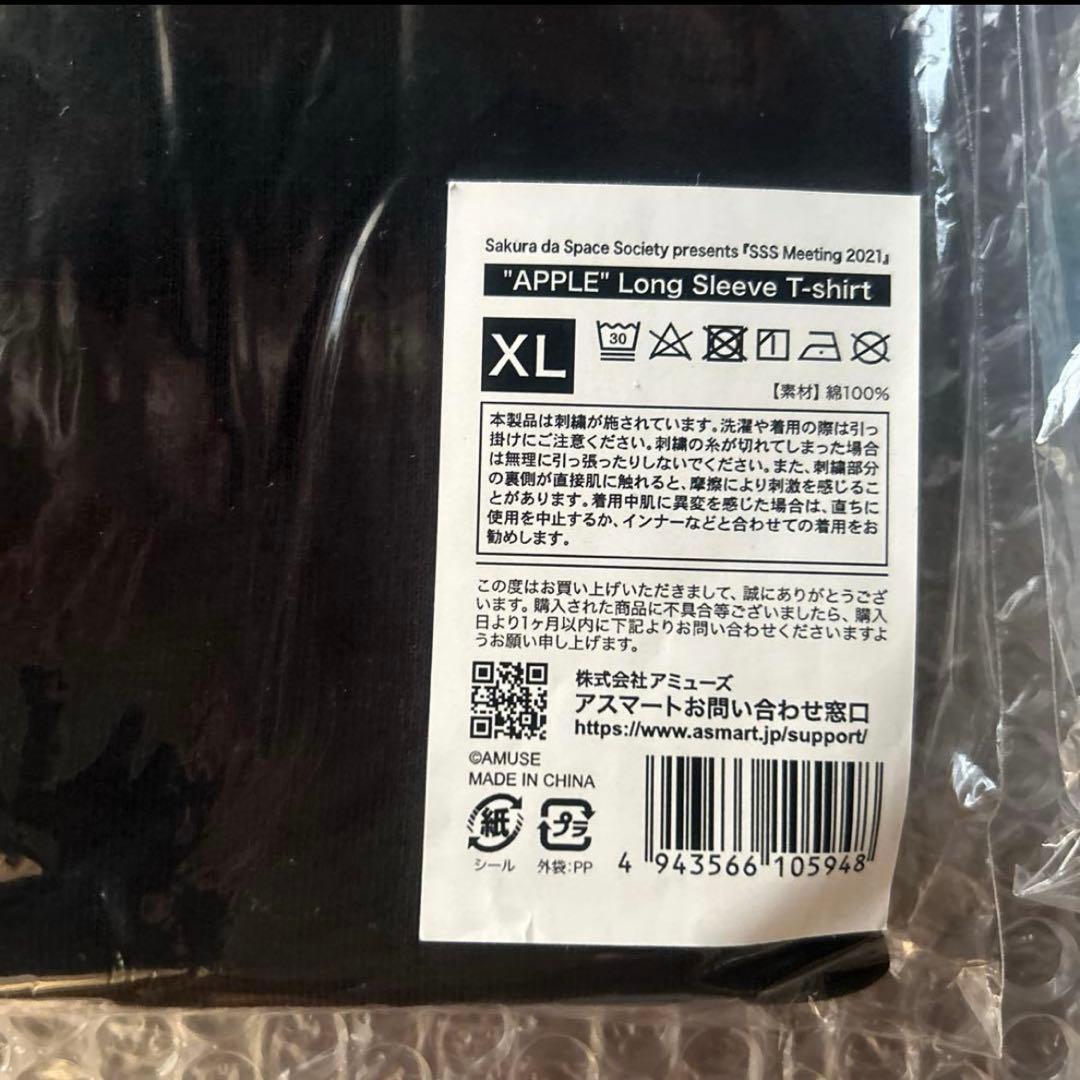 Sakura da Space Society presents『SSS Meeting 2021』
"APPLE" Long Sleeve T-shirt
XL
30
【素材】綿100%
本製品は刺繍が施されています。洗濯や着用の際は引っ
掛けにご注意ください。刺繍の糸が切れてしまった場合
は無理に引っ張ったりしないでください。また、刺繍部分
の裏側が直接肌に触れると、摩擦により刺激を感じるこ
とがあります。着用中肌に異変を感じた場合は、直ちに
使用を中止するか、インナーなどと合わせての着用をお
勧めします。
この度はお買い上げいただきまして、誠にありがとうござ
います。購入された商品に不具合等ございましたら、購入
日より1ヶ月以内に下記よりお問い合わせくださいますよ
うお願い申し上げます。
株式会社アミューズ
アスマートお問い合わせ窓口
https://www.asmart.jp/support/
©AMUSE
MADE IN CHINA
紙
プラ
シール
外袋:PP
4 943566 105948